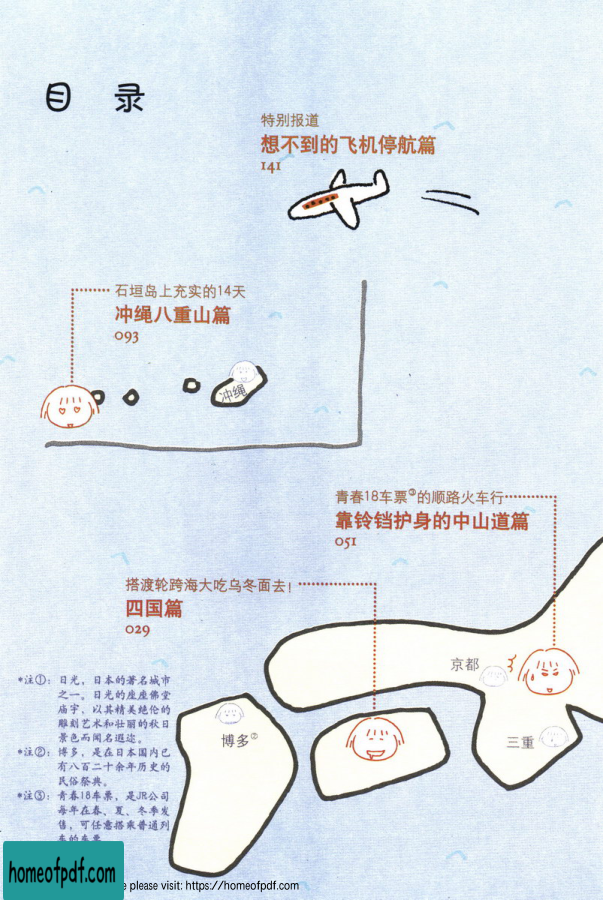 目 录
特别报道
想不到的飞机停航篇
141
石垣岛上充实的14天
冲绳八重山篇
093
冲绳
青春18车票③的顺路火车行
靠铃铛护身的中山道篇
051
搭渡轮跨海大吃乌冬面去!
四国篇
029
京都
博多②
三重
*注①: 日光，日本的著名城市
之一，日光的座座佛堂
庙宇，以其精美绝伦的
雕刻艺术和壮丽的秋日
景色而闻名遐迩。
*注②: 博多，是在日本国内已
有八百二十余年历史的
民俗祭典。
*注③: 青春18车票，是JR公司
每年在春、夏、冬季发
售，可任意搭乘普通列
车的车票
homeofpdf.com
e please visit: https://homeofpdf.com